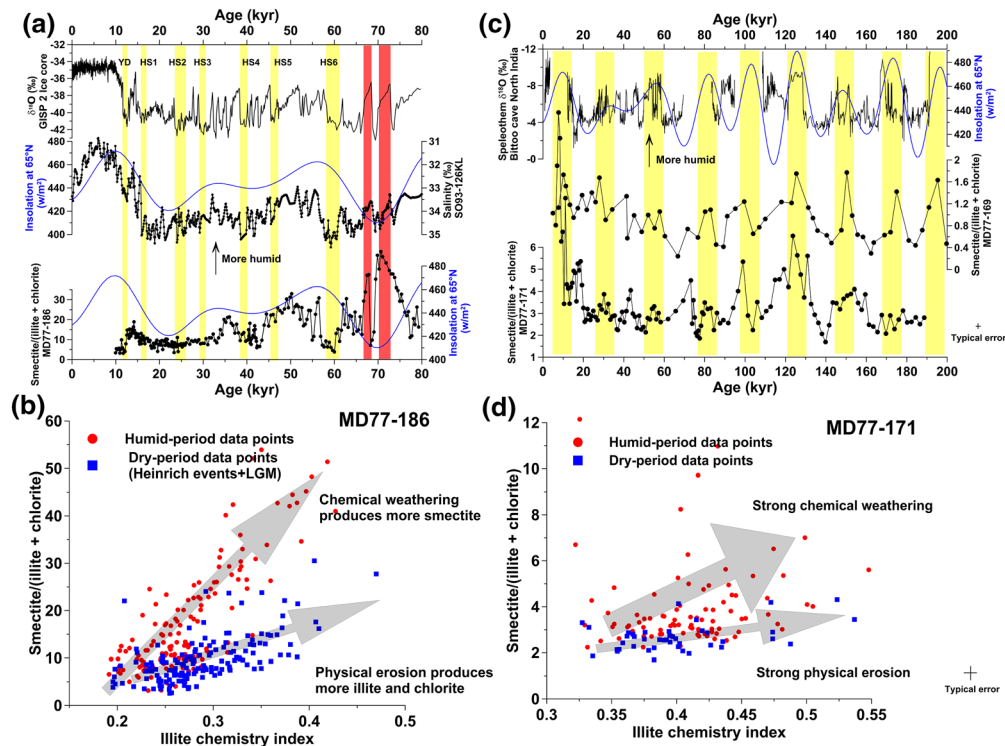 (a)
Age (kyr)
0 10 20 30 40 50 60 70 80
-32
-34
-36
-38
-40
-42
-44
δ¹⁸O (‰)
GISP 2 Ice core
YD HS1 HS2 HS3 HS4 HS5 HS6
480
460
440
420
400
Insolation at 65°N
(w/m²)
31
32
33
34
35
Salinity (‰)
SO93-126KL
More humid
30
20
10
0
Smectite/(illite + chlorite)
MD77-186
480
460
440
420
400
Insolation at 65°N
(w/m²)
0 10 20 30 40 50 60 70 80
Age (kyr)
(c)
Age (kyr)
0 20 40 60 80 100 120 140 160 180 200
-12
-8
-4
-0
Speleothem δ¹⁸O (‰)
Bittoo cave North India
480
460
440
420
Insolation at 65°N
(w/m²)
More humid
2
1.6
1.2
0.8
0.4
0
Smectite/(illite + chlorite)
MD77-169
11
10
9
8
7
6
5
4
3
2
1
Smectite/(illite + chlorite)
MD77-171
Typical error
0 20 40 60 80 100 120 140 160 180 200
Age (kyr)
(b)
MD77-186
60
50
40
30
20
10
0
Smectite/(illite + chlorite)
Humid-period data points
Dry-period data points
(Heinrich events+LGM)
Chemical weathering
produces more smectite
Physical erosion produces
more illite and chlorite
0.2 0.3 0.4 0.5
Illite chemistry index
(d)
MD77-171
12
10
8
6
4
2
0
Smectite/(illite + chlorite)
Humid-period data points
Dry-period data points
Strong chemical weathering
Strong physical erosion
Typical error
0.3 0.35 0.4 0.45 0.5 0.55
Illite chemistry index